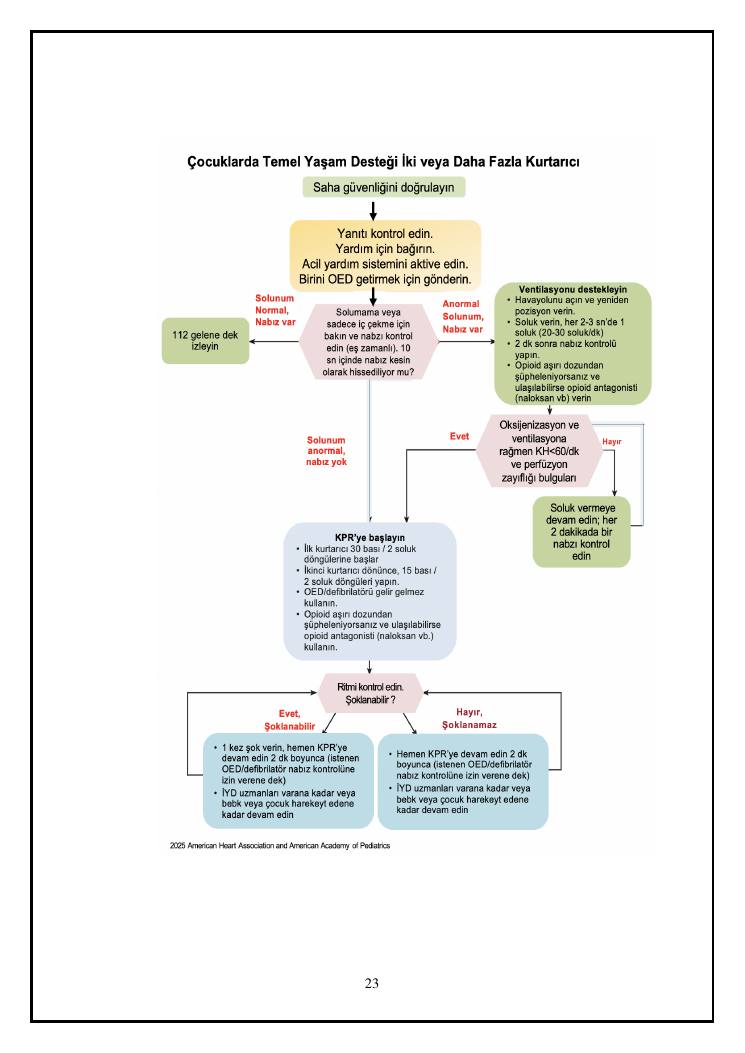 Çocuklarda Temel Yaşam Desteği İki veya Daha Fazla Kurtarıcı
Saha güvenliğini doğrulayın
Yanıtı kontrol edin.
Yardım için bağırın.
Acil yardım sistemini aktive edin.
Birini OED getirmek için gönderin.
Solunum
Normal,
Nabız var
112 gelene dek
izleyin
Solumama veya
sadece iç çekme için
bakın ve nabzı kontrol
edin (eş zamanlı). 10
sn içinde nabız kesin
olarak hissediliyor mu?
Anormal
Solunum,
Nabız var
Ventilasyonu destekleyin
• Havayolunu açın ve yeniden
pozisyon verin.
• Soluk verin, her 2-3 sn'de 1
soluk (20-30 soluk/dk)
• 2 dk sonra nabız kontrolü
yapın.
• Opioid aşırı dozundan
şüpheleniyorsanız ve
ulaşılabilirse opioid antagonisti
(naloksan vb) verin
Oksijenizasyon ve
ventilasyona
rağmen KH<60/dk
ve perfüzyon
zayıflığı bulguları
Evet
Hayır
Soluk vermeye
devam edin; her
2 dakikada bir
nabzı kontrol
edin
Solunum
anormal,
nabız yok
KPR'ye başlayın
• İlk kurtarıcı 30 bası / 2 soluk
döngülerine başlar
• İkinci kurtarıcı dönünce, 15 bası /
2 soluk döngüleri yapın.
• OED/defibrilatörü gelir gelmez
kullanın.
• Opioid aşırı dozundan
şüpheleniyorsanız ve ulaşılabilirse
opioid antagonisti (naloksan vb.)
kullanın.
Ritmi kontrol edin.
Şoklanabilir ?
Evet,
Şoklanabilir
Hayır,
Şoklanamaz
• 1 kez şok verin, hemen KPR'ye
devam edin 2 dk boyunca (istenen
OED/defibrilatör nabız kontrolüne
izin verene dek)
• İYD uzmanları varana kadar veya
bebk veya çocuk harekeyt edene
kadar devam edin
• Hemen KPR'ye devam edin 2 dk
boyunca (istenen OED/defibrilatör
nabız kontrolüne izin verene dek)
• İYD uzmanları varana kadar veya
bebk veya çocuk harekeyt edene
kadar devam edin
2025 American Heart Association and American Academy of Pediatrics
23